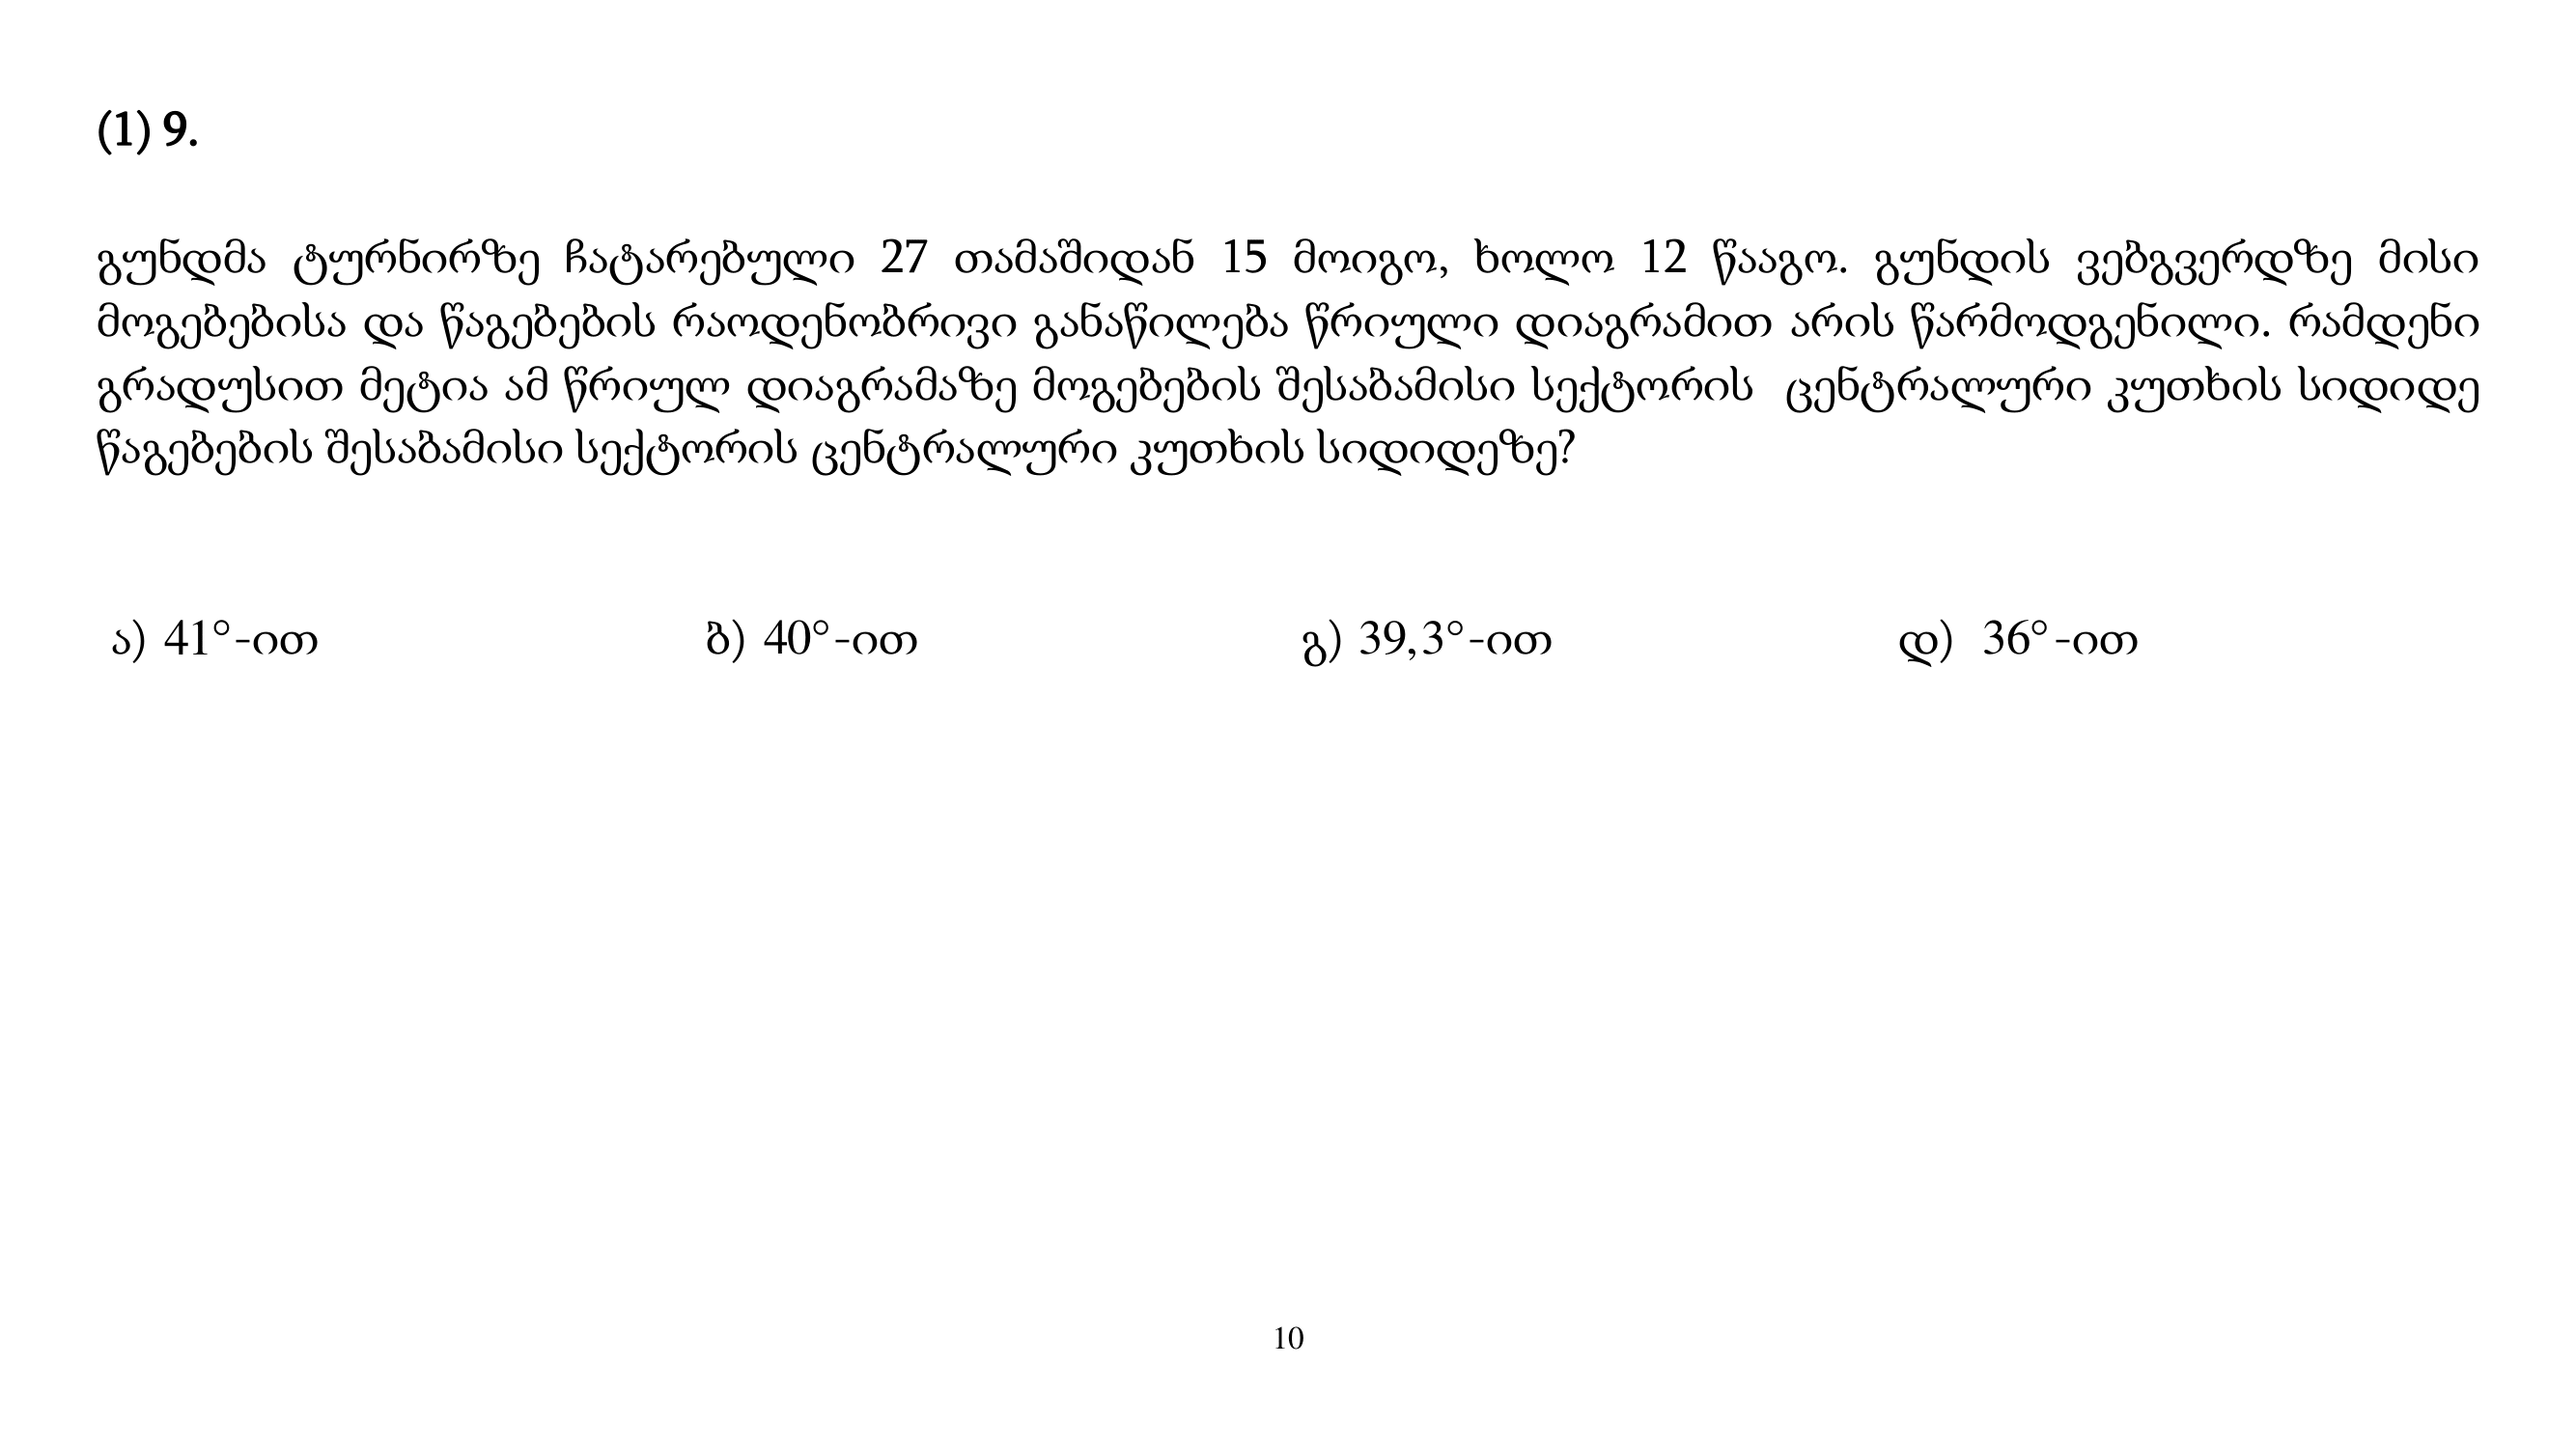 (1) 9.
გუნდმა ტურნირზე ჩატარებული 27 თამაშიდან 15 მოიგო, ხოლო 12 წააგო. გუნდის ვებგვერდზე მისი
მოგებებისა და წაგებების რაოდენობრივი განაწილება წრიული დიაგრამით არის წარმოდგენილი. რამდენი
გრადუსით მეტია ამ წრიულ დიაგრამაზე მოგებების შესაბამისი სექტორის ცენტრალური კუთხის სიდიდე
წაგებების შესაბამისი სექტორის ცენტრალური კუთხის სიდიდეზე?
ა) 41°-ით ბ) 40°-ით გ) 39,3°-ით დ) 36°-ით
10